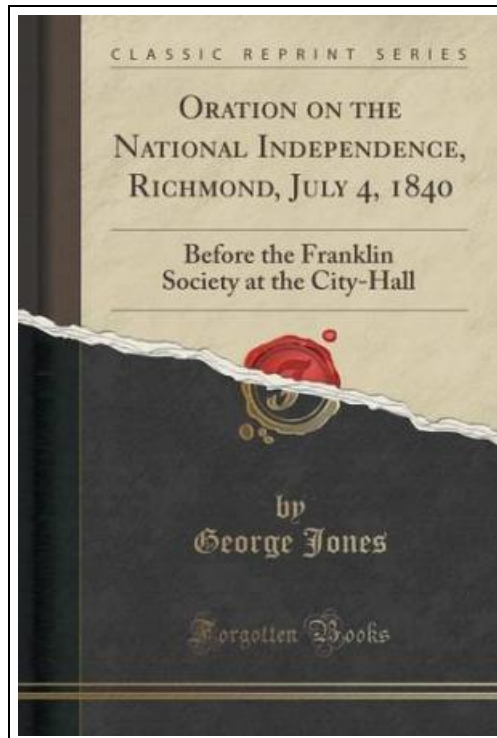 CLASSIC REPRINT SERIES
ORATION ON THE
NATIONAL INDEPENDENCE,
RICHMOND, JULY 4, 1840
Before the Franklin
Society at the City-Hall
by
George Jones
Forgotten Books